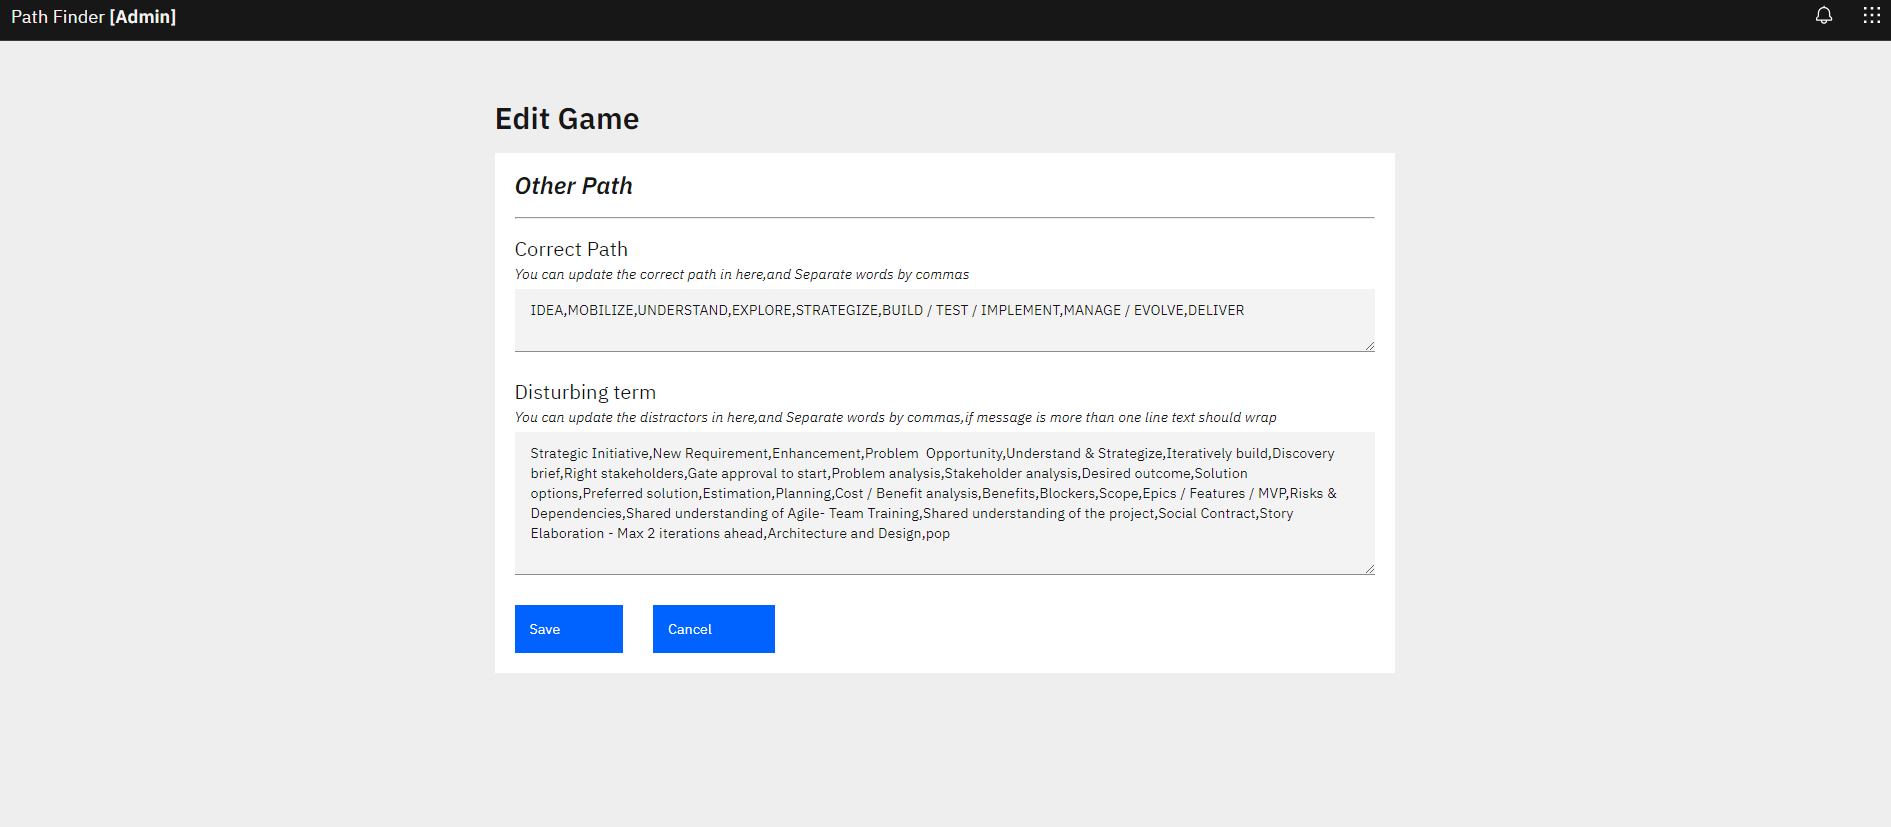 Path Finder [Admin]
Edit Game
Other Path
Correct Path
You can update the correct path in here,and Separate words by commas
IDEA,MOBILIZE,UNDERSTAND,EXPLORE,STRATEGIZE,BUILD / TEST / IMPLEMENT,MANAGE / EVOLVE,DELIVER
Disturbing term
You can update the distractors in here,and Separate words by commas,if message is more than one line text should wrap
Strategic Initiative,New Requirement,Enhancement,Problem  Opportunity,Understand & Strategize,Iteratively build,Discovery
brief,Right stakeholders,Gate approval to start,Problem analysis,Stakeholder analysis,Desired outcome,Solution
options,Preferred solution,Estimation,Planning,Cost / Benefit analysis,Benefits,Blockers,Scope,Epics / Features / MVP,Risks &
Dependencies,Shared understanding of Agile- Team Training,Shared understanding of the project,Social Contract,Story
Elaboration - Max 2 iterations ahead,Architecture and Design,pop
Save
Cancel